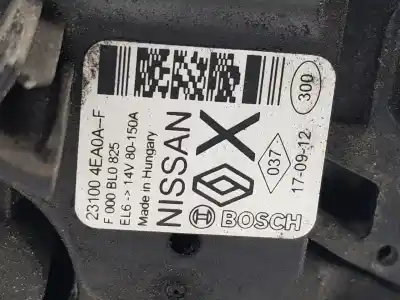 23100 4EA0A-F
F 000 BL0 825
EL6 -> 14V 80-150A
Made in Hungary
NISSAN
X
BOSCH
037
300
17-09-12